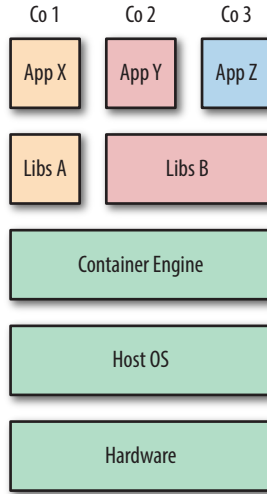 Co 1 Co 2 Co 3
App X App Y App Z
Libs A Libs B
Container Engine
Host OS
Hardware